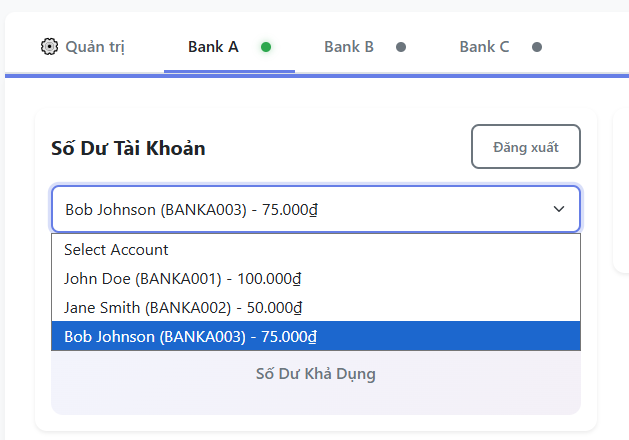 Quản trị
Bank A
Bank B
Bank C
Số Dư Tài Khoản
Đăng xuất
Bob Johnson (BANKA003) - 75.000₫
Select Account
John Doe (BANKA001) - 100.000₫
Jane Smith (BANKA002) - 50.000₫
Bob Johnson (BANKA003) - 75.000₫
Số Dư Khả Dụng